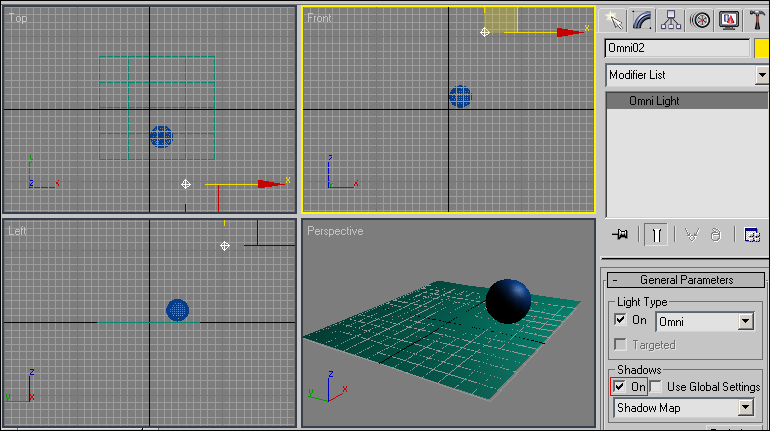 Top
Front
Omni02
Modifier List
x
x
Omni Light
y
z
x
z
x
Left
Perspective
General Parameters
Light Type
On
Omni
Targeted
Shadows
On
Use Global Settings
Shadow Map
z
y
x
z
y
x